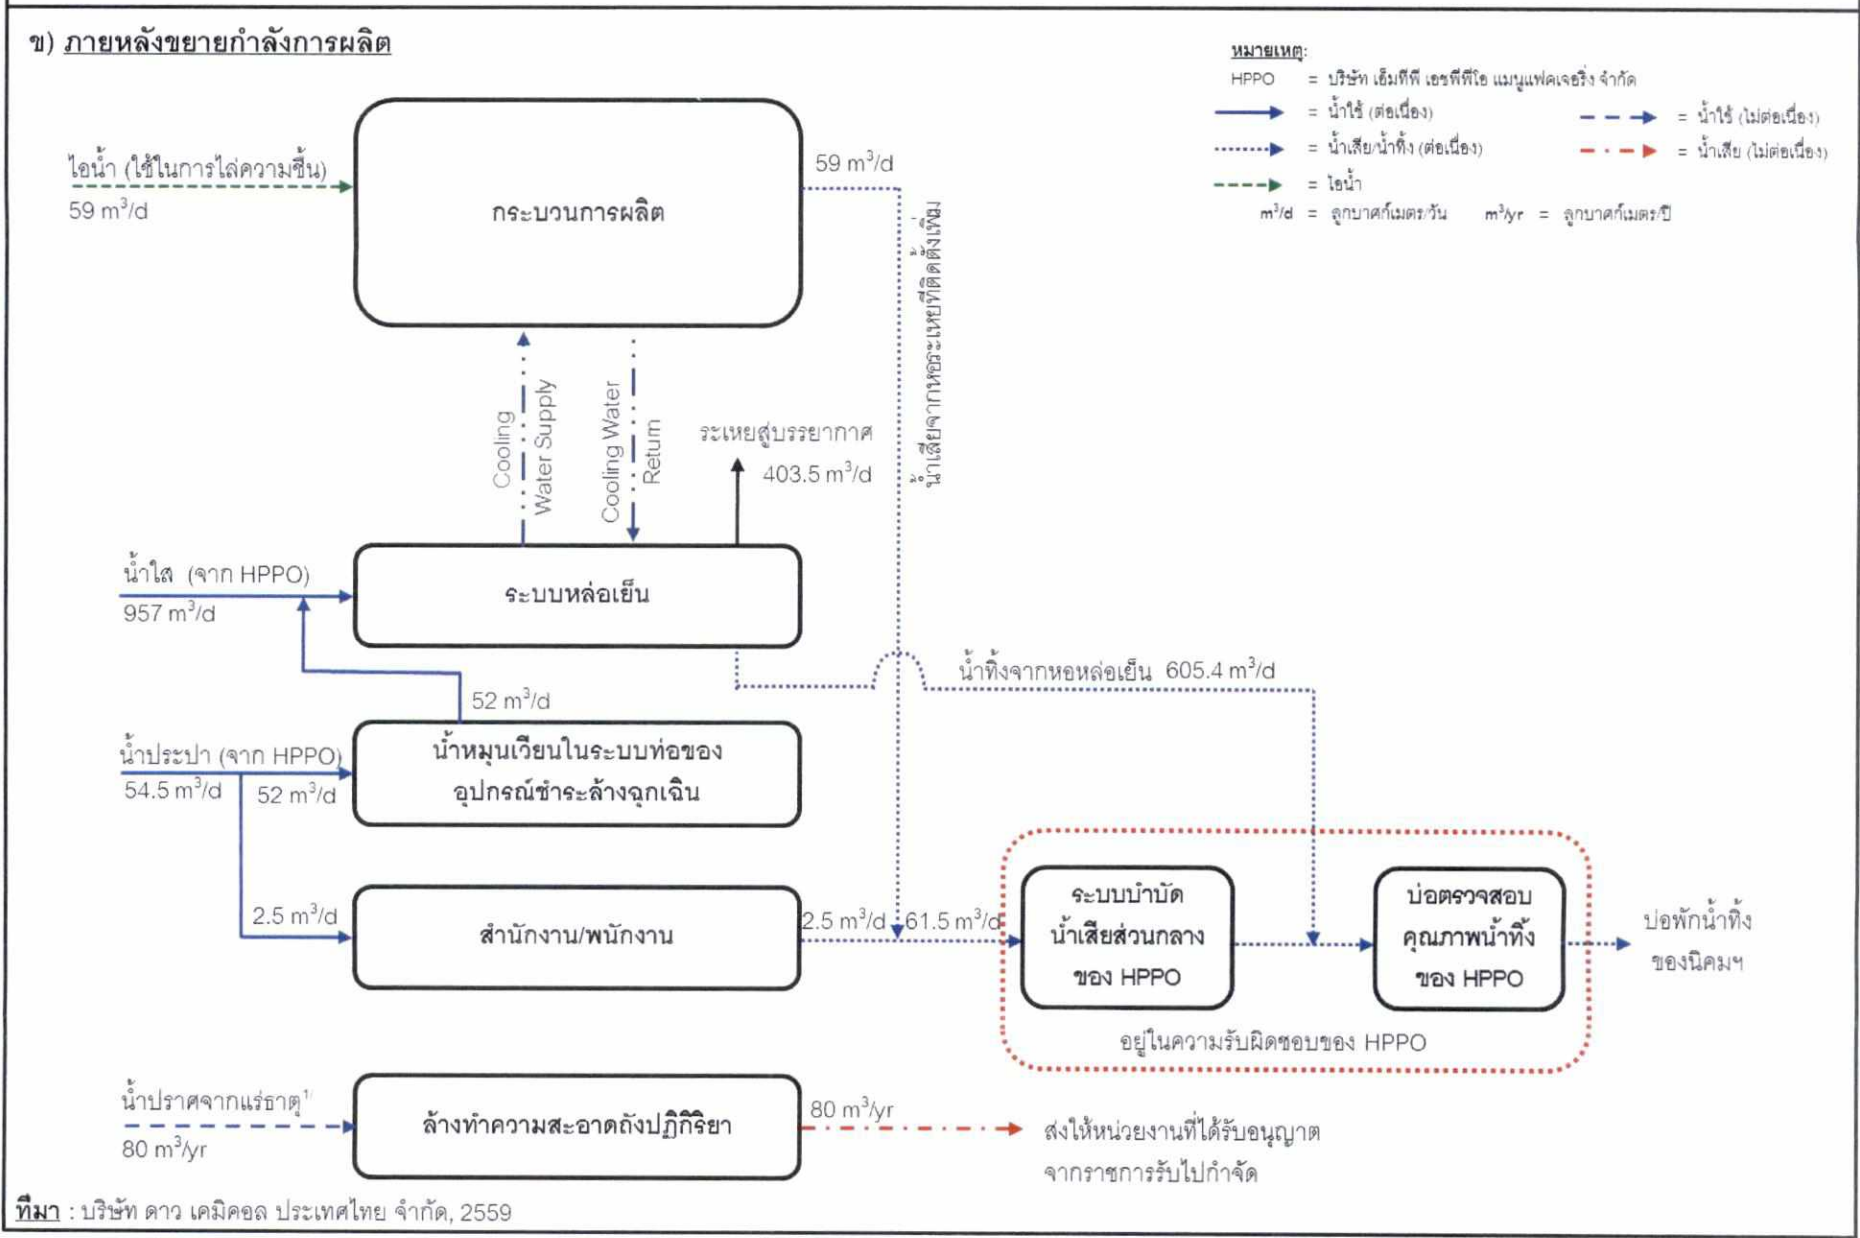 ข) ภายหลังขยายกำลังการผลิต
หมายเหตุ:
HPPO = บริษัท เอ็มทีพี เอชพีพีโอ แมนูแฟคเจอริ่ง จำกัด
= น้ำใช้ (ต่อเนื่อง)
= น้ำใช้ (ไม่ต่อเนื่อง)
= น้ำเสีย/น้ำทิ้ง (ต่อเนื่อง)
= น้ำเสีย (ไม่ต่อเนื่อง)
= ไอน้ำ
m³/d = ลูกบาศก์เมตร/วัน m³/yr = ลูกบาศก์เมตร/ปี
ไอน้ำ (ใช้ในการไล่ความชื้น)
59 m³/d
กระบวนการผลิต
59 m³/d
น้ำเสียจากหอระเหยที่ติดตั้งเพิ่ม
Cooling
Water Supply
Cooling Water
Return
ระเหยสู่บรรยากาศ
403.5 m³/d
น้ำใส (จาก HPPO)
957 m³/d
ระบบหล่อเย็น
น้ำทิ้งจากหอหล่อเย็น 605.4 m³/d
52 m³/d
น้ำประปา (จาก HPPO)
54.5 m³/d
52 m³/d
น้ำหมุนเวียนในระบบท่อของ
อุปกรณ์ชำระล้างฉุกเฉิน
2.5 m³/d
สำนักงาน/พนักงาน
2.5 m³/d
61.5 m³/d
ระบบบำบัด
น้ำเสียส่วนกลาง
ของ HPPO
บ่อตรวจสอบ
คุณภาพน้ำทิ้ง
ของ HPPO
บ่อพักน้ำทิ้ง
ของนิคมฯ
อยู่ในความรับผิดชอบของ HPPO
น้ำปราศจากแร่ธาตุ¹/
80 m³/yr
ล้างทำความสะอาดถังปฏิกิริยา
80 m³/yr
ส่งให้หน่วยงานที่ได้รับอนุญาต
จากราชการรับไปกำจัด
ที่มา : บริษัท ดาว เคมิคอล ประเทศไทย จำกัด, 2559